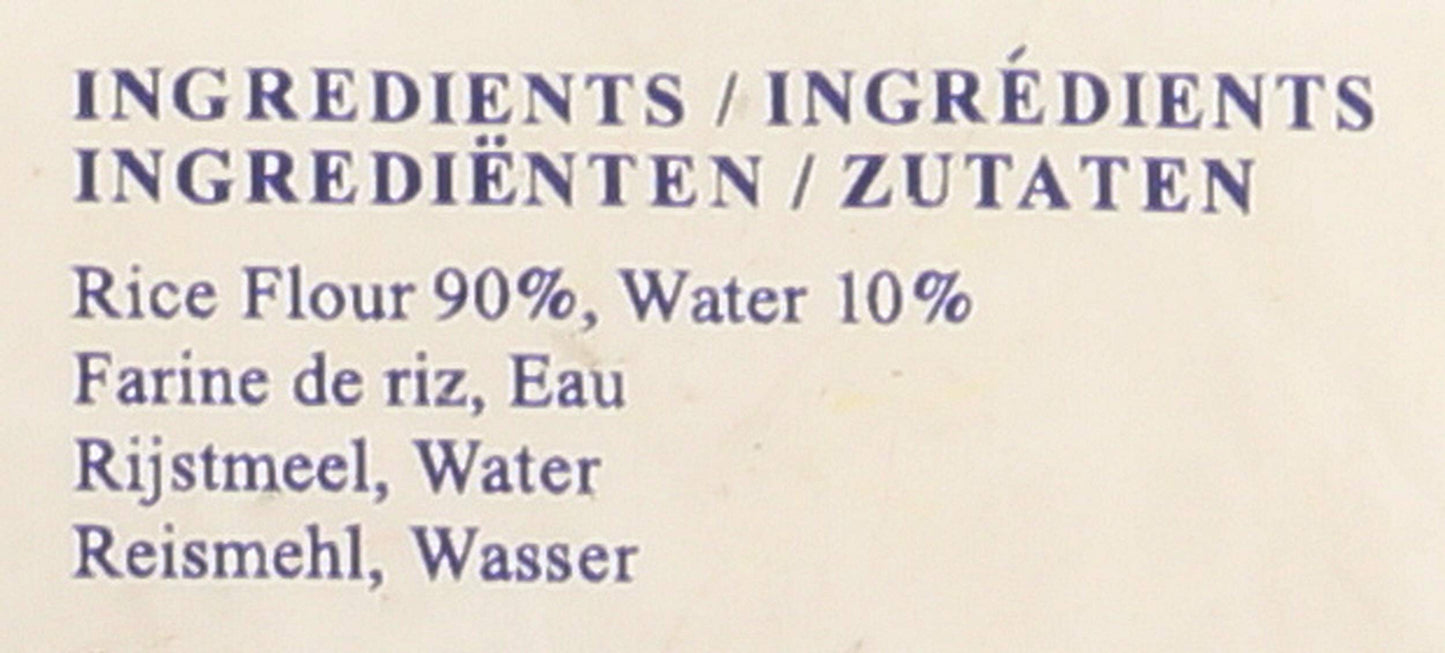 INGREDIENTS / INGRÉDIENTS
INGREDIËNTEN / ZUTATEN
Rice Flour 90%, Water 10%
Farine de riz, Eau
Rijstmeel, Water
Reismehl, Wasser